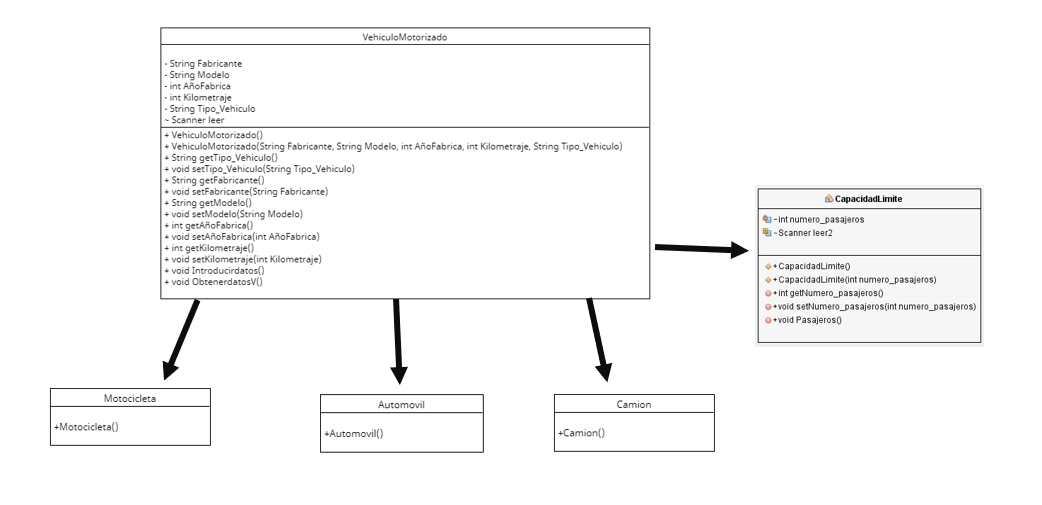 VehiculoMotorizado
- String Fabricante
- String Modelo
- int AñoFabrica
- int Kilometraje
- String Tipo_Vehiculo
~ Scanner leer
+ VehiculoMotorizado()
+ VehiculoMotorizado(String Fabricante, String Modelo, int AñoFabrica, int Kilometraje, String Tipo_Vehiculo)
+ String getTipo_Vehiculo()
+ void setTipo_Vehiculo(String Tipo_Vehiculo)
+ String getFabricante()
+ void setFabricante(String Fabricante)
+ String getModelo()
+ void setModelo(String Modelo)
+ int getAñoFabrica()
+ void setAñoFabrica(int AñoFabrica)
+ int getKilometraje()
+ void setKilometraje(int Kilometraje)
+ void Introducirdatos()
+ void ObtenerdatosV()
CapacidadLimite
- int numero_pasajeros
- Scanner leer2
+ CapacidadLimite()
+ CapacidadLimite(int numero_pasajeros)
+ int getNumero_pasajeros()
+ void setNumero_pasajeros(int numero_pasajeros)
+ void Pasajeros()
Motocicleta
+Motocicleta()
Automovil
+Automovil()
Camion
+Camion()